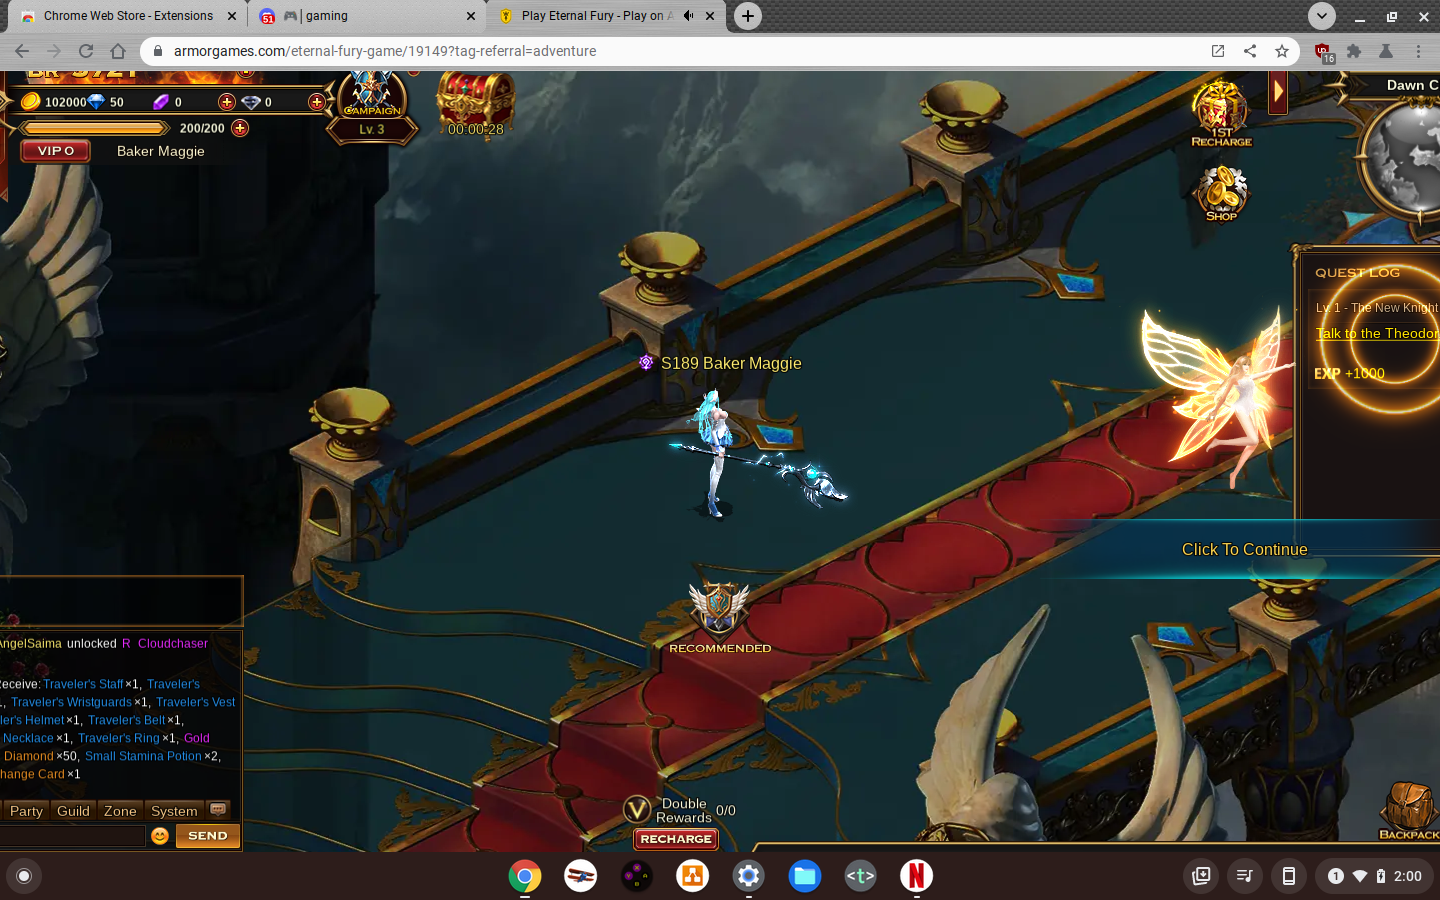 Chrome Web Store - Extensions
51
🎮 | gaming
Play Eternal Fury - Play on A
armorgames.com/eternal-fury-game/19149?tag-referral=adventure
16
102000
50
0
0
200/200
VIP 0
Baker Maggie
CAMPAIGN
Lv. 3
00:00-28
1ST
RECHARGE
SHOP
Dawn C
QUEST LOG
Lv. 1 - The New Knight
Talk to the Theodor
EXP +1000
S189 Baker Maggie
Click To Continue
RECOMMENDED
AngelSaima unlocked R Cloudchaser
Receive: Traveler's Staff×1, Traveler's
, Traveler's Wristguards×1, Traveler's Vest
ler's Helmet×1, Traveler's Belt×1,
Necklace×1, Traveler's Ring×1, Gold
Diamond×50, Small Stamina Potion×2,
hange Card×1
Party Guild Zone System
SEND
V
Double
Rewards
0/0
RECHARGE
BACKPACK
<t>
N
1
2:00